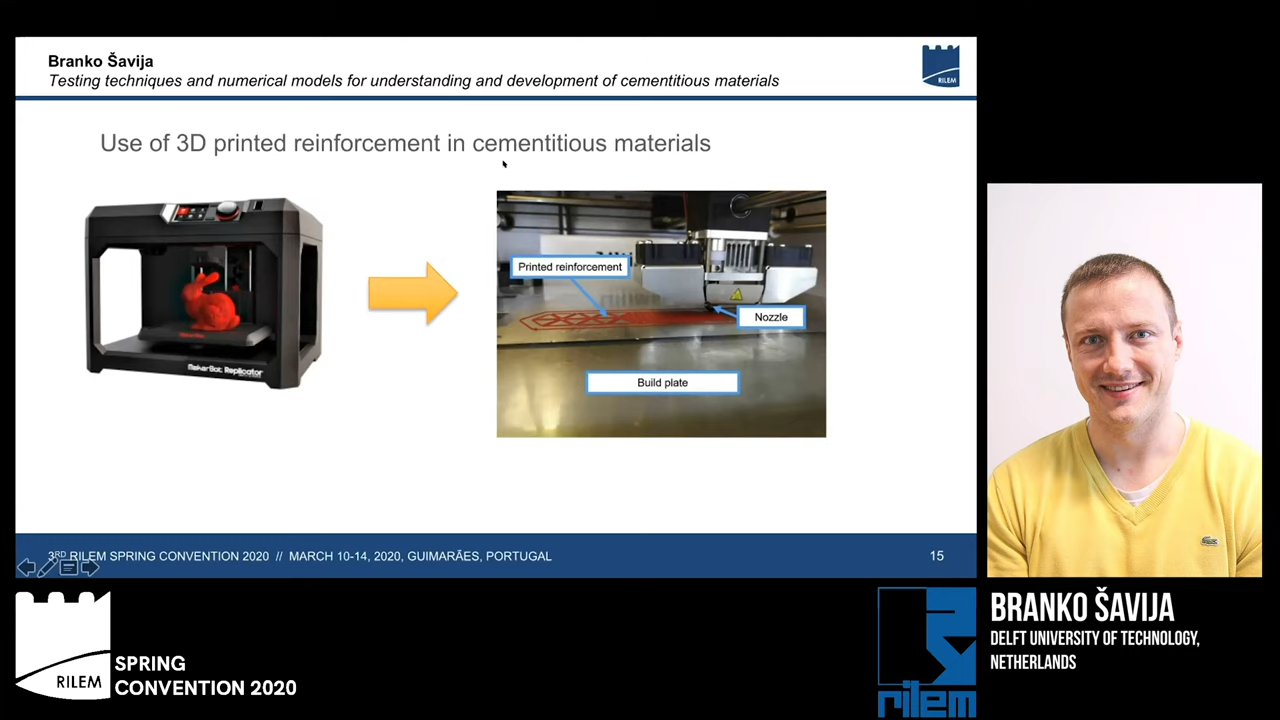 Branko Šavija
Testing techniques and numerical models for understanding and development of cementitious materials
RILEM
Use of 3D printed reinforcement in cementitious materials
MakerBot Replicator
Printed reinforcement
Nozzle
Build plate
3RD RILEM SPRING CONVENTION 2020 // MARCH 10-14, 2020, GUIMARÃES, PORTUGAL
15
RILEM
SPRING
CONVENTION 2020
rilem
BRANKO ŠAVIJA
DELFT UNIVERSITY OF TECHNOLOGY,
NETHERLANDS